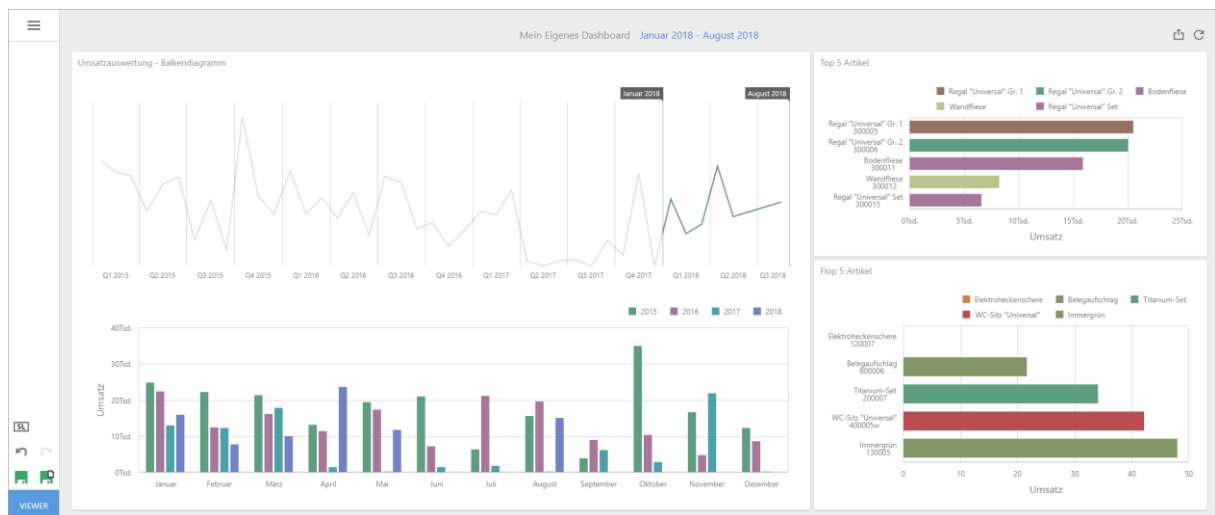 Mein Eigenes Dashboard Januar 2018 - August 2018
Umsatzauswertung - Balkendiagramm
Januar 2018 August 2018
Q1 2015 Q2 2015 Q3 2015 Q4 2015 Q1 2016 Q2 2016 Q3 2016 Q4 2016 Q1 2017 Q2 2017 Q3 2017 Q4 2017 Q1 2018 Q2 2018 Q3 2018
2015 2016 2017 2018
40Tsd.
30Tsd.
20Tsd.
10Tsd.
0Tsd.
Umsatz
Januar Februar März April Mai Juni Juli August September Oktober November Dezember
Top 5 Artikel
Regal "Universal" Gr. 1 Regal "Universal" Gr. 2 Bodenfliese
Wandfliese Regal "Universal" Set
Regal "Universal" Gr. 1
300005
Regal "Universal" Gr. 2
300006
Bodenfliese
300011
Wandfliese
300012
Regal "Universal" Set
300015
0Tsd. 5Tsd. 10Tsd. 15Tsd. 20Tsd. 25Tsd.
Umsatz
Flop 5 Artikel
Elektroheckenschere Belegaufschlag Titanium-Set
WC-Sitz "Universal" Immergrün
Elektroheckenschere
120007
Belegaufschlag
600006
Titanium-Set
200007
WC-Sitz "Universal"
400005w
Immergrün
130005
0 10 20 30 40 50
Umsatz
SL
VIEWER